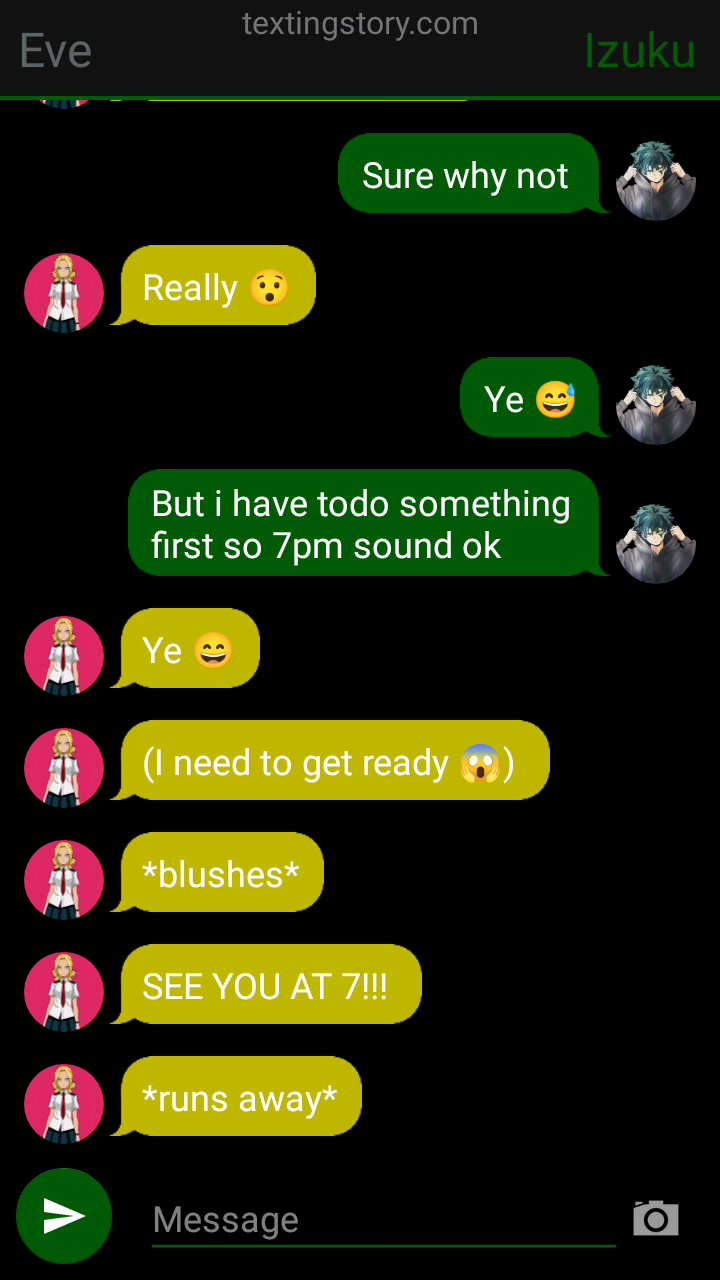 textingstory.com
Eve
Izuku
Sure why not
Really 😯
Ye 😅
But i have todo something
first so 7pm sound ok
Ye 😄
(I need to get ready 😱)
*blushes*
SEE YOU AT 7!!!
*runs away*
Message